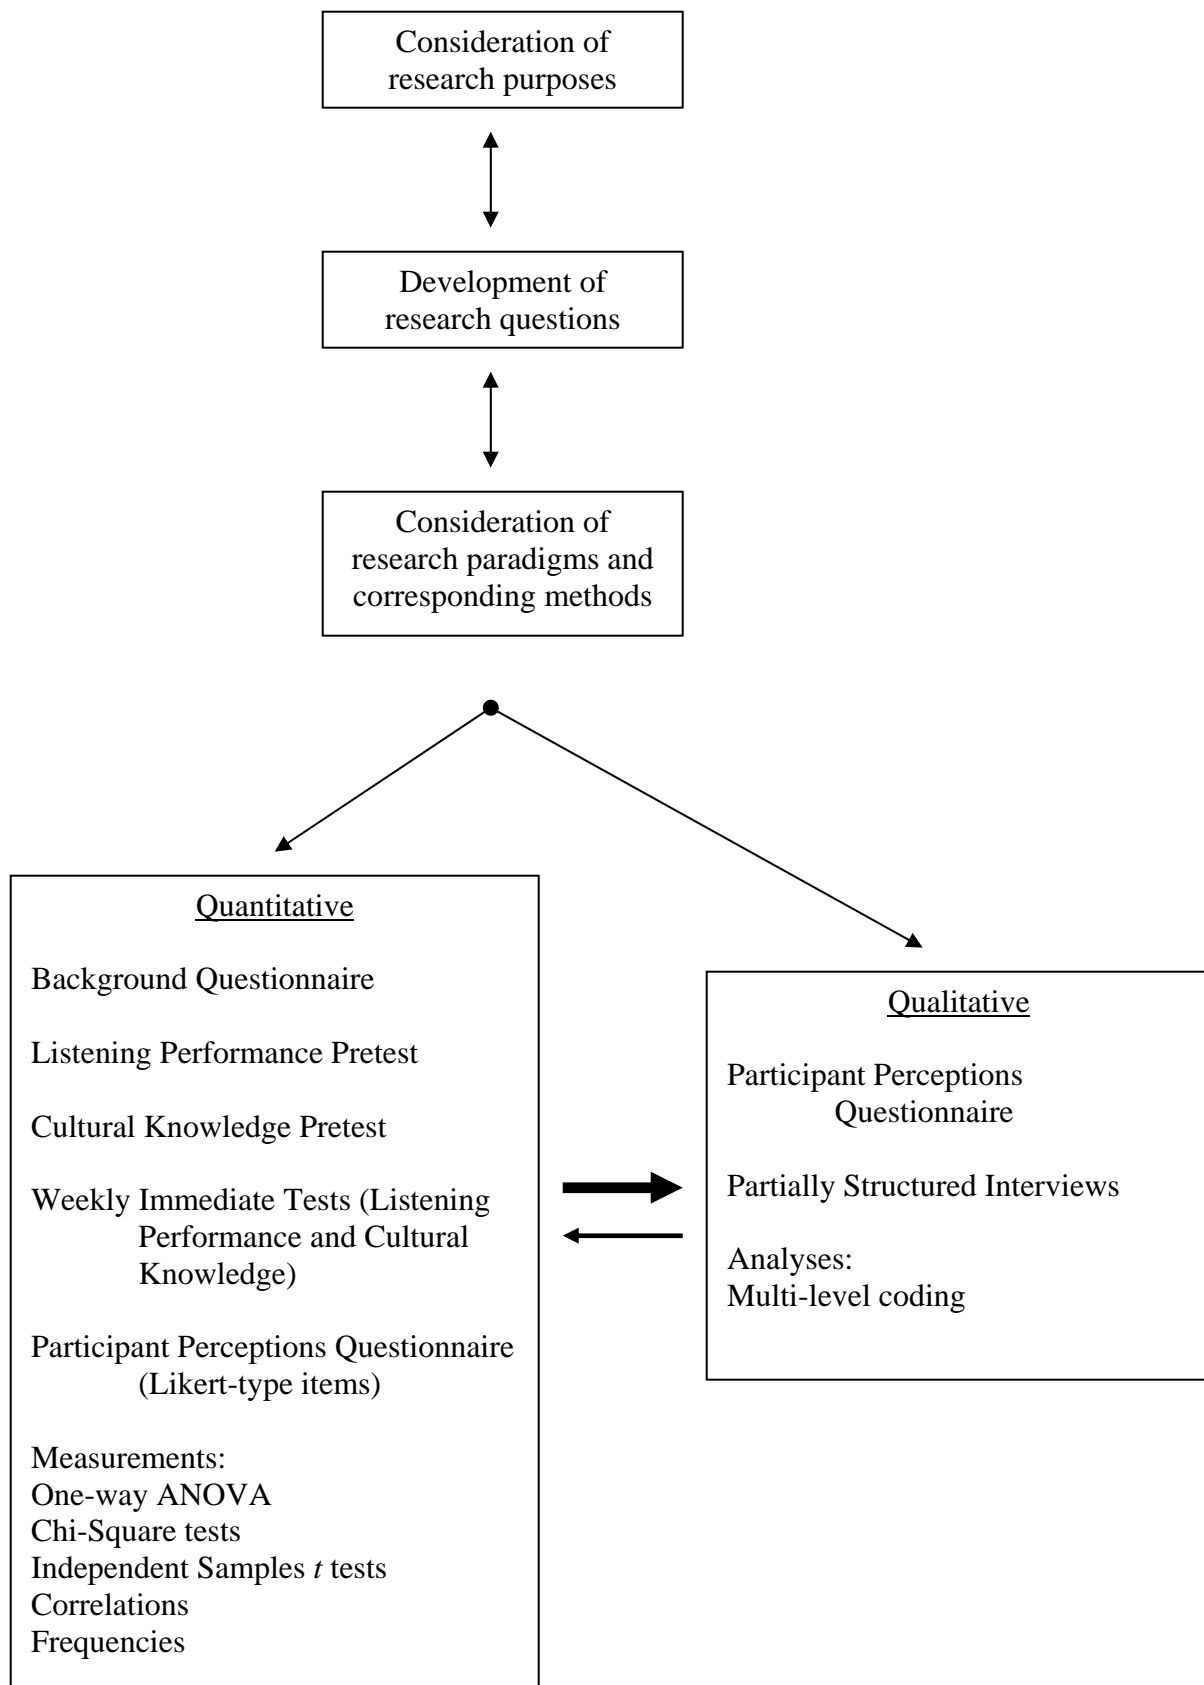 Consideration of
research purposes
Development of
research questions
Consideration of
research paradigms and
corresponding methods
Quantitative
Background Questionnaire
Listening Performance Pretest
Cultural Knowledge Pretest
Weekly Immediate Tests (Listening
Performance and Cultural
Knowledge)
Participant Perceptions Questionnaire
(Likert-type items)
Measurements:
One-way ANOVA
Chi-Square tests
Independent Samples t tests
Correlations
Frequencies
Qualitative
Participant Perceptions
Questionnaire
Partially Structured Interviews
Analyses:
Multi-level coding